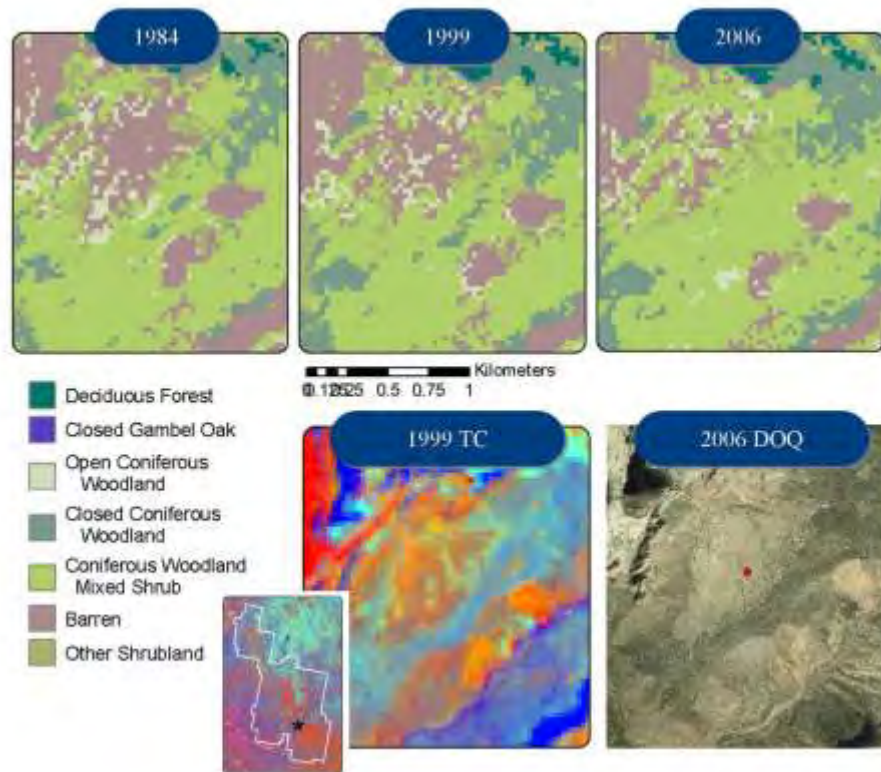 1984
1999
2006
Kilometers
0.5
0.75
1
Deciduous Forest
Closed Gambel Oak
Open Coniferous
Woodland
Closed Coniferous
Woodland
Coniferous Woodland
Mixed Shrub
Barren
Other Shrubland
1999 TC
2006 DOQ
*